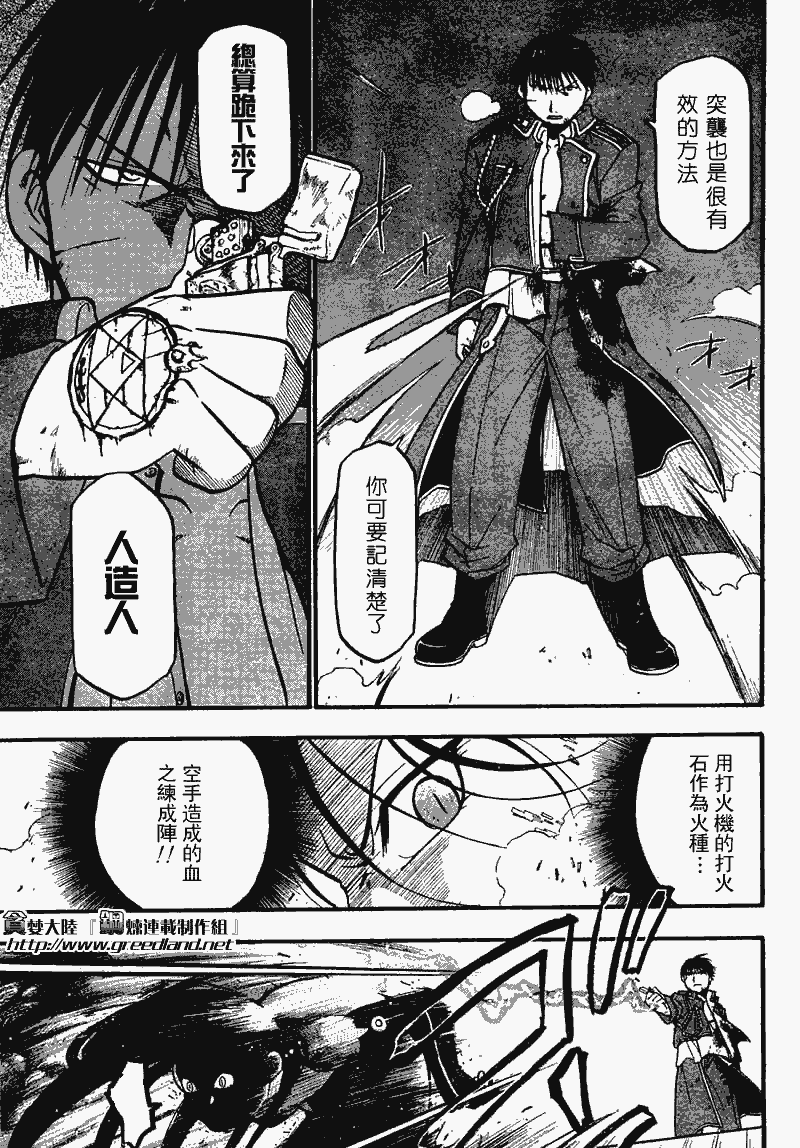 突襲也是很有
效的方法
你可要記清楚了
總算跪下來了
人造人
用打火機的打火
石作為火種…
空手造成的血
之練成陣!!
貪婪大陸『鋼煉連載制作組』
http://www.greedland.net